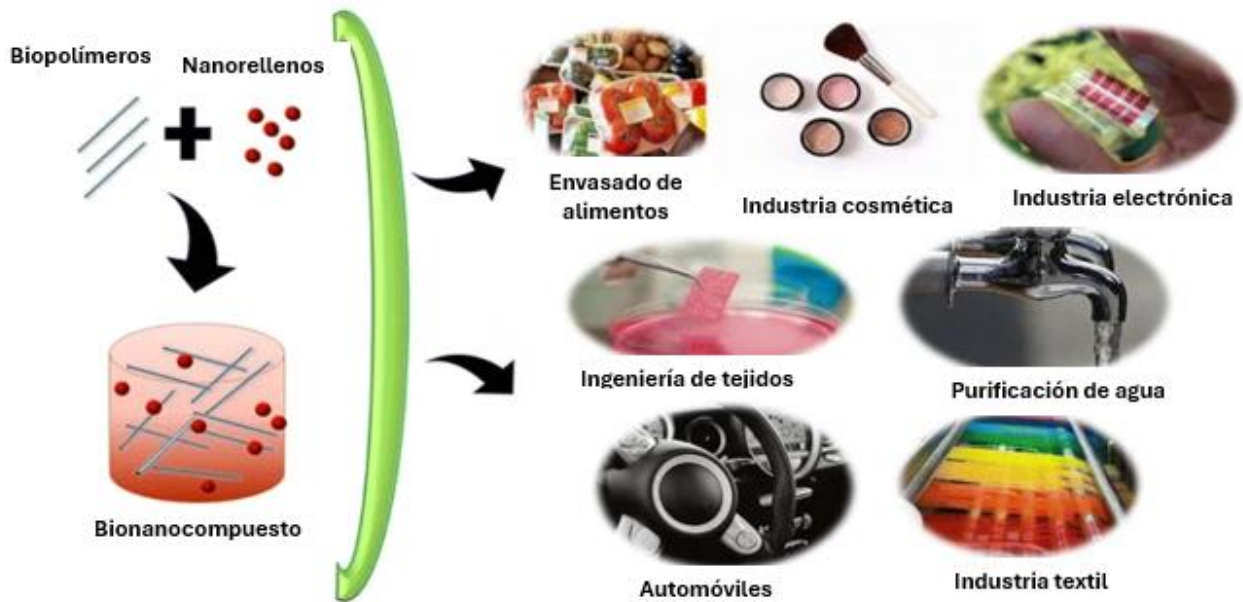 Biopolímeros
Nanorellenos
Bionanocompuesto
Envasado de
alimentos
Industria cosmética
Industria electrónica
Ingeniería de tejidos
Purificación de agua
Automóviles
Industria textil